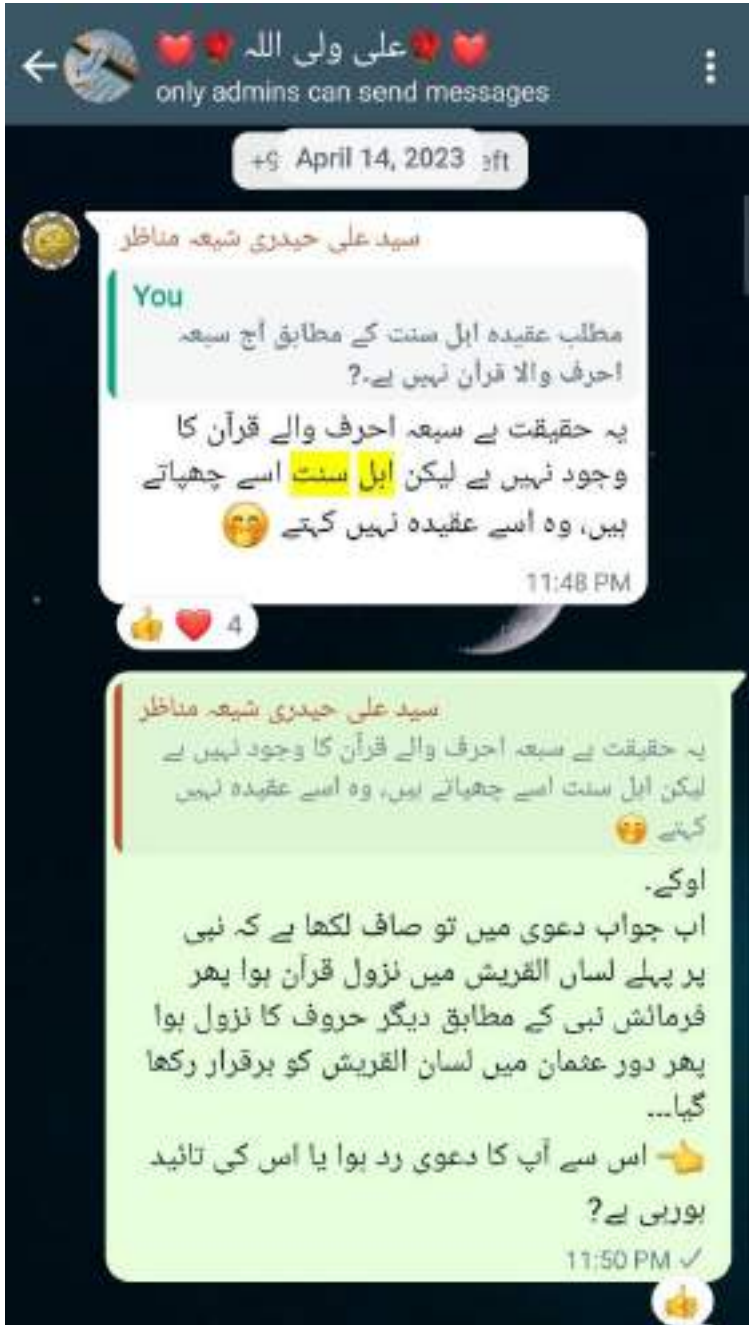 ❤️🌹علی ولی اللہ 🌹❤️
only admins can send messages
April 14, 2023
سید علی حیدری شیعہ مناظر
You
مطلب عقیدہ اہل سنت کے مطابق آج سبعہ
احرف والا قرآن نہیں ہے۔?
یہ حقیقت ہے سبعہ احرف والے قرآن کا
وجود نہیں ہے لیکن اہل سنت اسے چھپاتے
ہیں، وہ اسے عقیدہ نہیں کہتے 🤭
11:48 PM
👍 ❤️ 4
سید علی حیدری شیعہ مناظر
یہ حقیقت ہے سبعہ احرف والے قرآن کا وجود نہیں ہے
لیکن اہل سنت اسے چھپاتے ہیں، وہ اسے عقیدہ نہیں
کہتے 🤭
اوکے۔
اب جواب دعوی میں تو صاف لکھا ہے کہ نبی
پر پہلے لساں القریش میں نزول قرآن ہوا پھر
فرمائش نبی کے مطابق دیگر حروف کا نزول ہوا
پھر دور عثمان میں لسان القریش کو برقرار رکھا
گیا۔۔۔
👈 اس سے آپ کا دعوی رد ہوا یا اس کی تائید
ہورہی ہے?
11:50 PM ✓
👍